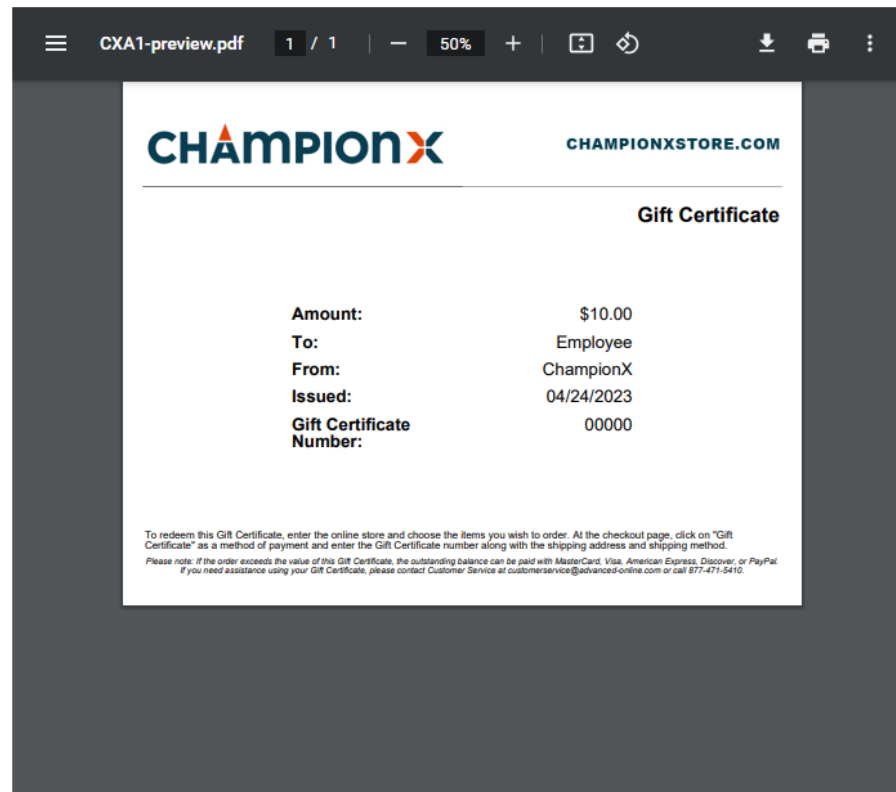 CXA1-preview.pdf 1 / 1 50%
CHAMPIONX
CHAMPIONXSTORE.COM
Gift Certificate
Amount: $10.00
To: Employee
From: ChampionX
Issued: 04/24/2023
Gift Certificate 00000
Number:
To redeem this Gift Certificate, enter the online store and choose the items you wish to order. At the checkout page, click on "Gift
Certificate" as a method of payment and enter the Gift Certificate number along with the shipping address and shipping method.
Please note: If the order exceeds the value of this Gift Certificate, the outstanding balance can be paid with MasterCard, Visa, American Express, Discover, or PayPal.
If you need assistance using your Gift Certificate, please contact Customer Service at customerservice@advanced-online.com or call 877-471-5410.